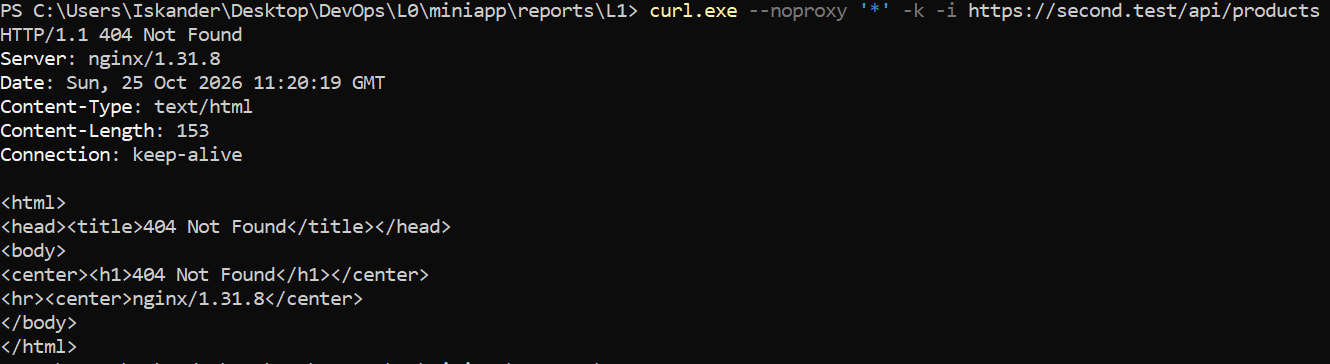 PS C:\Users\Iskander\Desktop\DevOps\L0\miniapp\reports\L1> curl.exe --noproxy '*' -k -i https://second.test/api/products
HTTP/1.1 404 Not Found
Server: nginx/1.31.8
Date: Sun, 25 Oct 2026 11:20:19 GMT
Content-Type: text/html
Content-Length: 153
Connection: keep-alive

<html>
<head><title>404 Not Found</title></head>
<body>
<center><h1>404 Not Found</h1></center>
<hr><center>nginx/1.31.8</center>
</body>
</html>